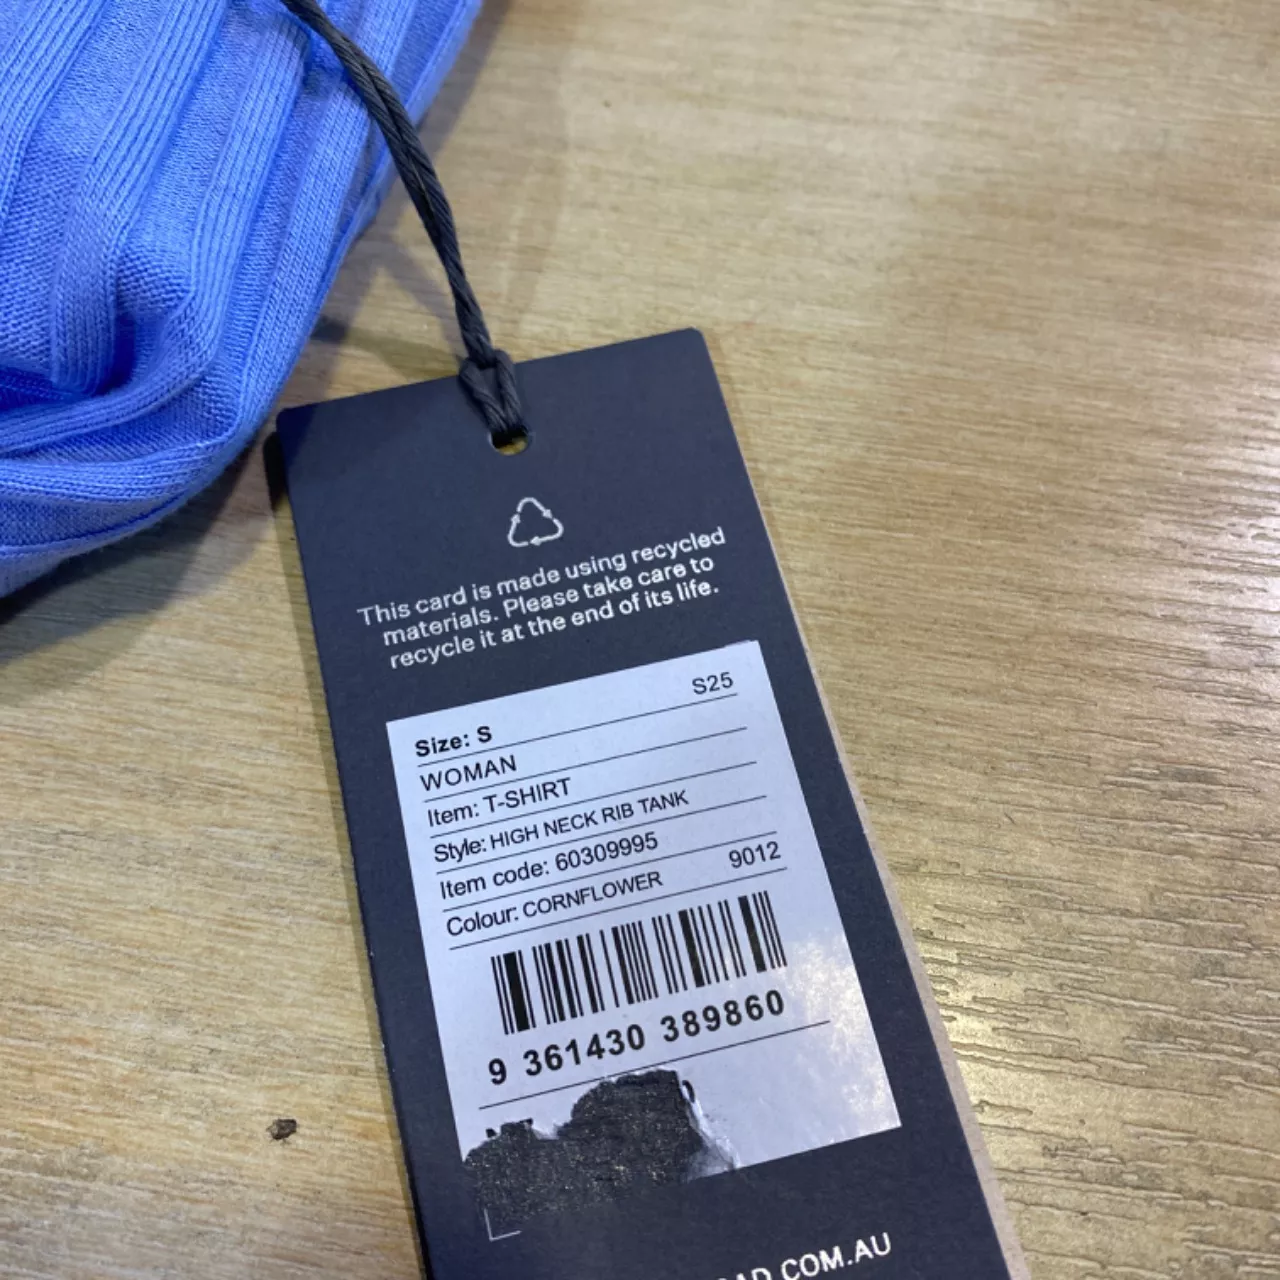 This card is made using recycled
materials. Please take care to
recycle it at the end of its life.
Size: S S25
WOMAN
Item: T-SHIRT
Style: HIGH NECK RIB TANK
Item code: 60309995
Colour: CORNFLOWER 9012
9 361430 389860